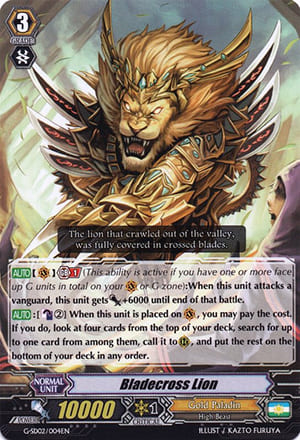 3
GRADE
The lion that crawled out of the valley,
was fully covered in crossed blades.
AUTO [ ] GB 1 (This ability is active if you have one or more face
up G units in total on your or G zone):When this unit attacks a
vanguard, this unit gets +6000 until end of that battle.
AUTO:[ (2)] When this unit is placed on , you may pay the cost.
If you do, look at four cards from the top of your deck, search for up
to one card from among them, call it to , and put the rest on the
bottom of your deck in any order.
NORMAL
UNIT
Bladecross Lion
POWER
10000
1
CRITICAL
Gold Paladin
High Beast
G-SD02/004EN
ILLUST KAZTO FURUYA